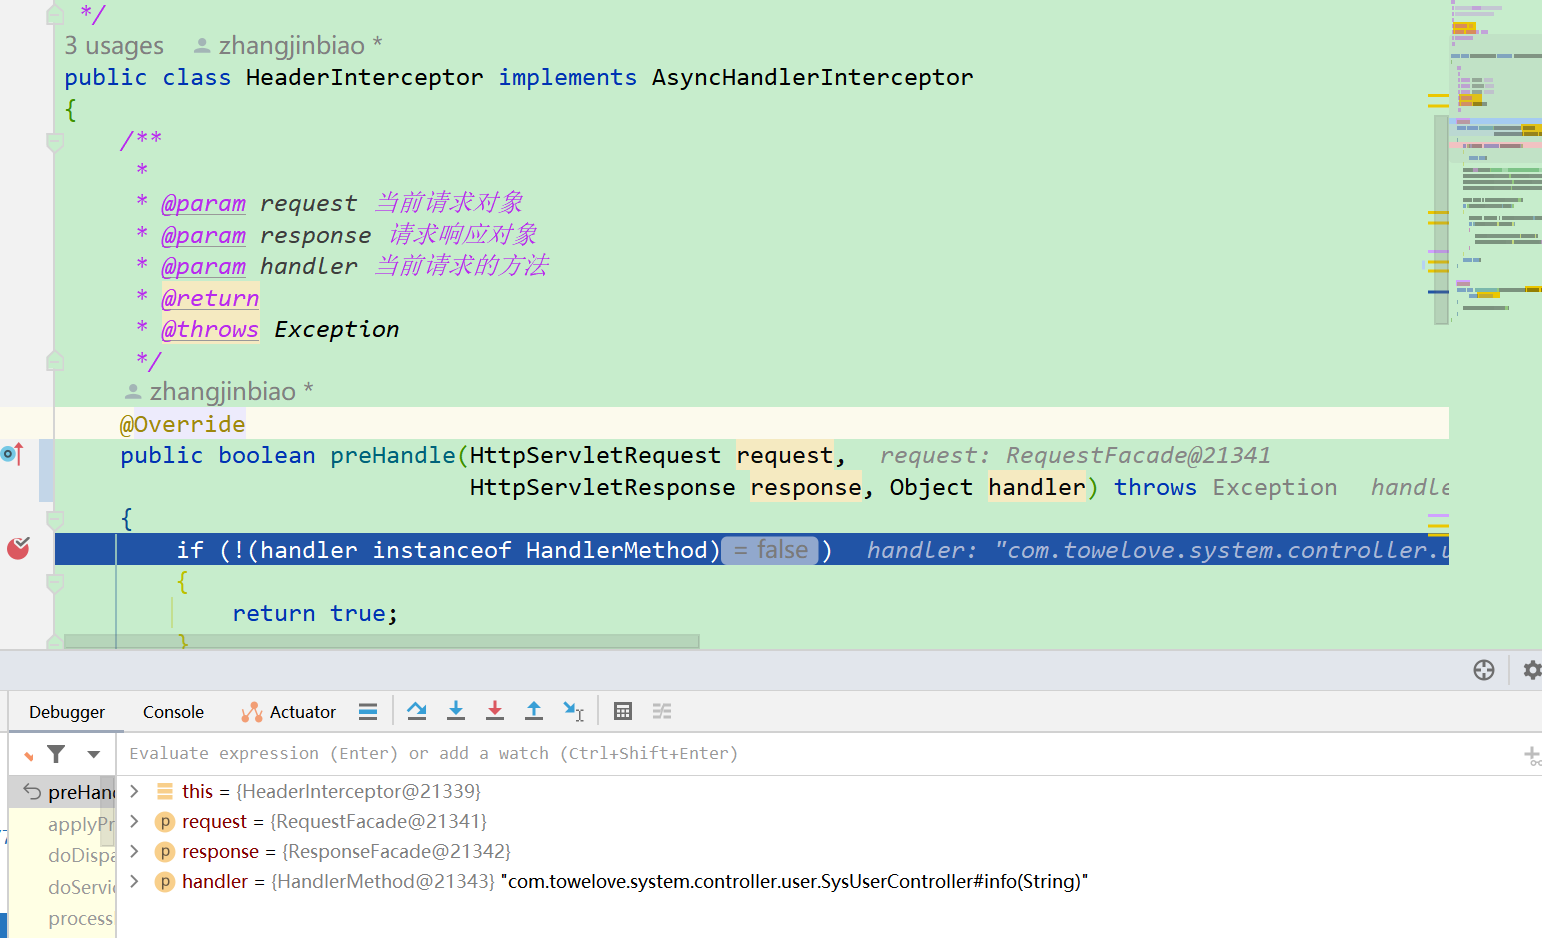 */
3 usages zhangjinbiao *
public class HeaderInterceptor implements AsyncHandlerInterceptor
{
/**
*
* @param request 当前请求对象
* @param response 请求响应对象
* @param handler 当前请求的方法
* @return
* @throws Exception
*/
zhangjinbiao *
@Override
public boolean preHandle(HttpServletRequest request, request: RequestFacade@21341
HttpServletResponse response, Object handler) throws Exception handle
{
if (!(handler instanceof HandlerMethod) = false ) handler: "com.towelove.system.controller.u
{
return true;
}
Debugger Console Actuator
Evaluate expression (Enter) or add a watch (Ctrl+Shift+Enter)
preHand
this = {HeaderInterceptor@21339}
request = {RequestFacade@21341}
applyPr
response = {ResponseFacade@21342}
doDispa
handler = {HandlerMethod@21343} "com.towelove.system.controller.user.SysUserController#info(String)"
doServic
process